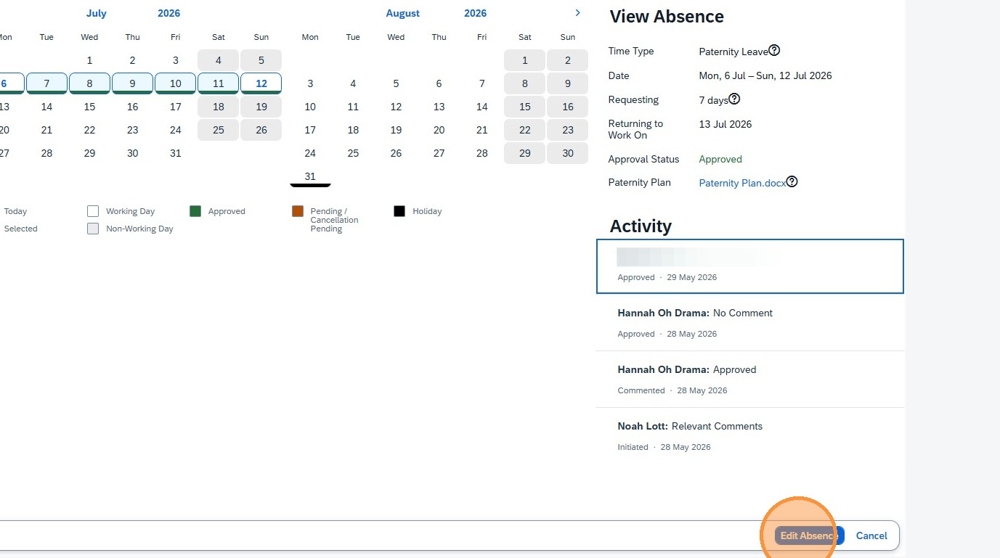 July 2026
Mon Tue Wed Thu Fri Sat Sun
1 2 3 4 5
6 7 8 9 10 11 12
13 14 15 16 17 18 19
20 21 22 23 24 25 26
27 28 29 30 31
August 2026
Mon Tue Wed Thu Fri Sat Sun
1 2
3 4 5 6 7 8 9
10 11 12 13 14 15 16
17 18 19 20 21 22 23
24 25 26 27 28 29 30
31
Today
Working Day
Approved
Pending /
Cancellation
Pending
Holiday
Selected
Non-Working Day
View Absence
Time Type Paternity Leave
Date Mon, 6 Jul – Sun, 12 Jul 2026
Requesting 7 days
Returning to
Work On
13 Jul 2026
Approval Status Approved
Paternity Plan Paternity Plan.docx
Activity
Approved · 29 May 2026
Hannah Oh Drama: No Comment
Approved · 28 May 2026
Hannah Oh Drama: Approved
Commented · 28 May 2026
Noah Lott: Relevant Comments
Initiated · 28 May 2026
Edit Absence Cancel